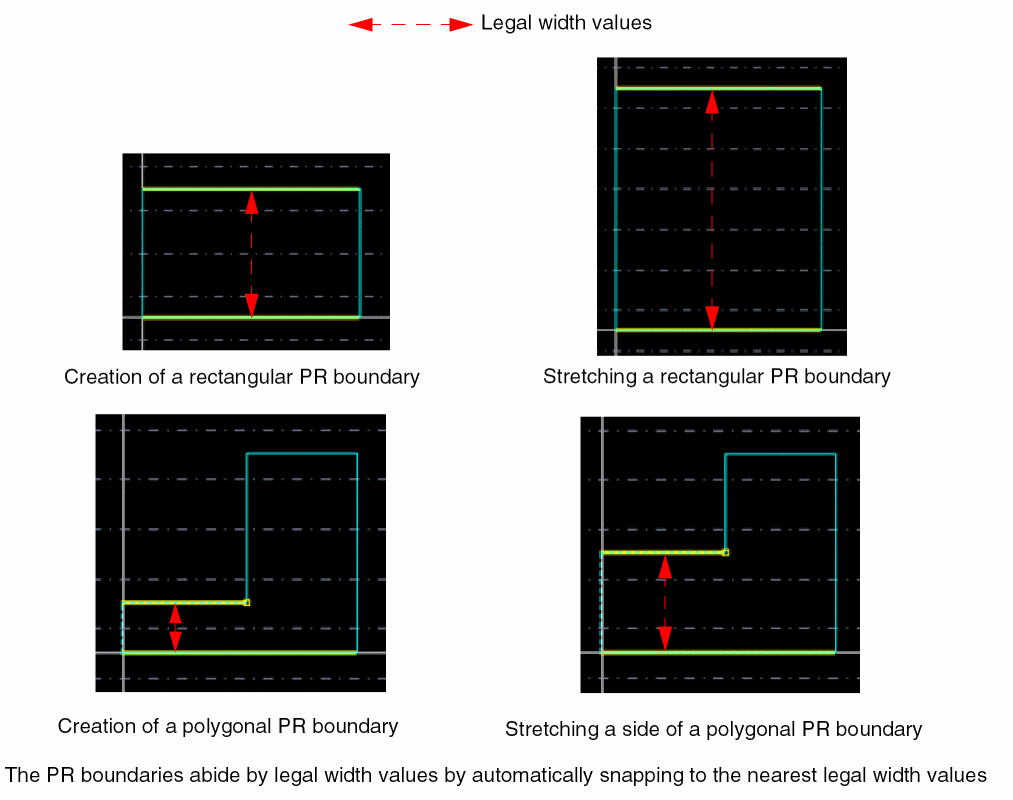 Legal width values
Creation of a rectangular PR boundary
Stretching a rectangular PR boundary
Creation of a polygonal PR boundary
Stretching a side of a polygonal PR boundary
The PR boundaries abide by legal width values by automatically snapping to the nearest legal width values